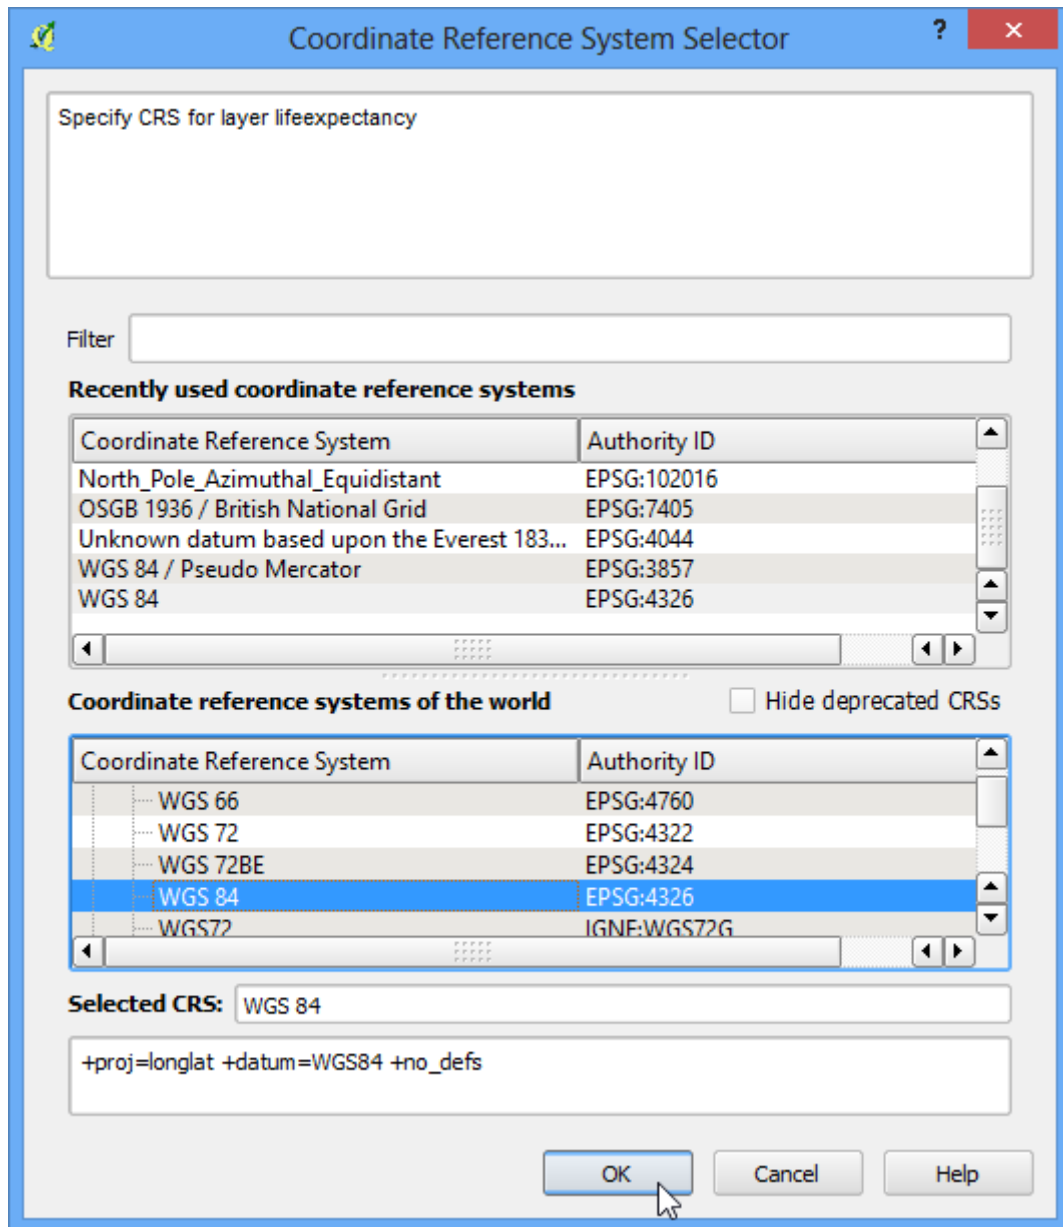 Coordinate Reference System Selector ? ×
Specify CRS for layer lifeexpectancy
Filter
Recently used coordinate reference systems
Coordinate Reference System Authority ID
North_Pole_Azimuthal_Equidistant EPSG:102016
OSGB 1936 / British National Grid EPSG:7405
Unknown datum based upon the Everest 183... EPSG:4044
WGS 84 / Pseudo Mercator EPSG:3857
WGS 84 EPSG:4326
Coordinate reference systems of the world Hide deprecated CRSs
Coordinate Reference System Authority ID
WGS 66 EPSG:4760
WGS 72 EPSG:4322
WGS 72BE EPSG:4324
WGS 84 EPSG:4326
WGS72 IGNF:WGS72G
Selected CRS: WGS 84
+proj=longlat +datum=WGS84 +no_defs
OK Cancel Help